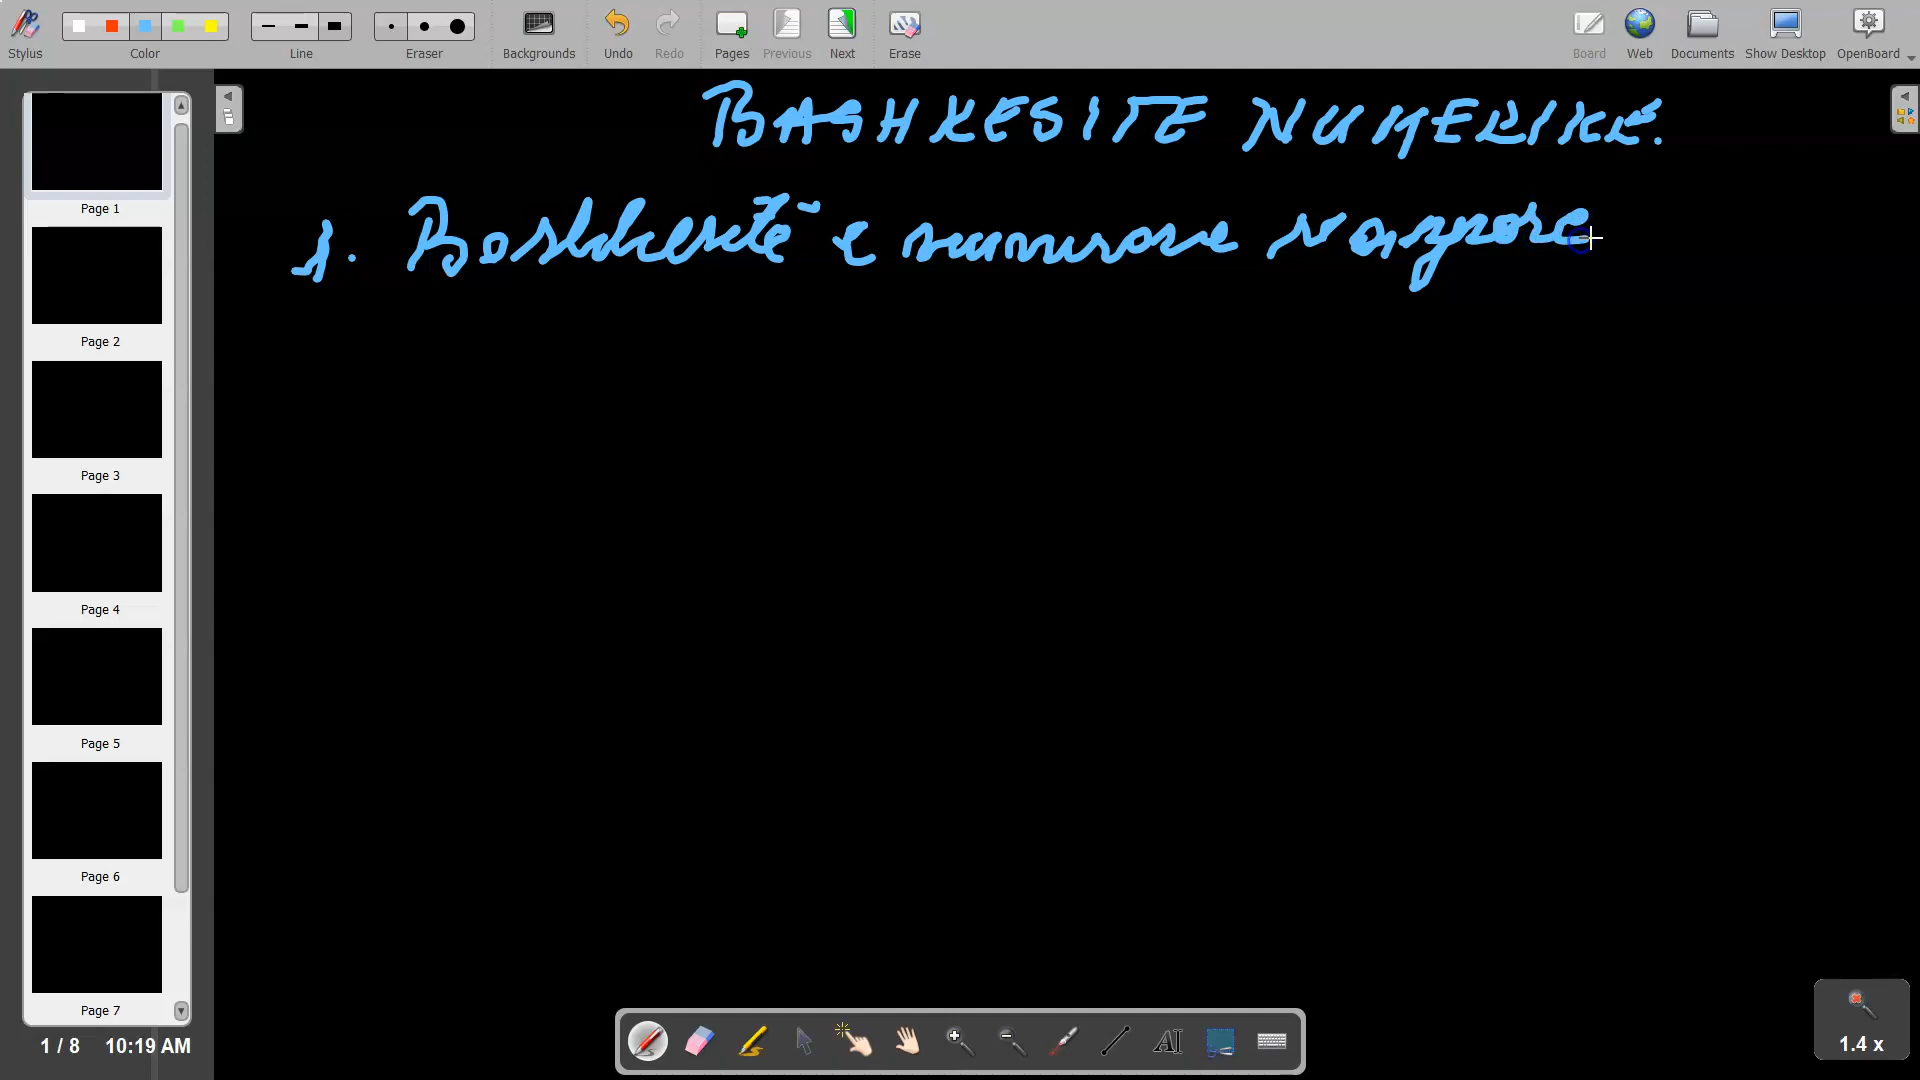 Stylus Color Line Eraser Backgrounds Undo Redo Pages Previous Next Erase Board Web Documents Show Desktop OpenBoard
BASHKESITE NUMERIKE.
1. Bashkesitë e numrave
Page 1
Page 2
Page 3
Page 4
Page 5
Page 6
Page 7
1 / 8 10:19 AM
1.4 x